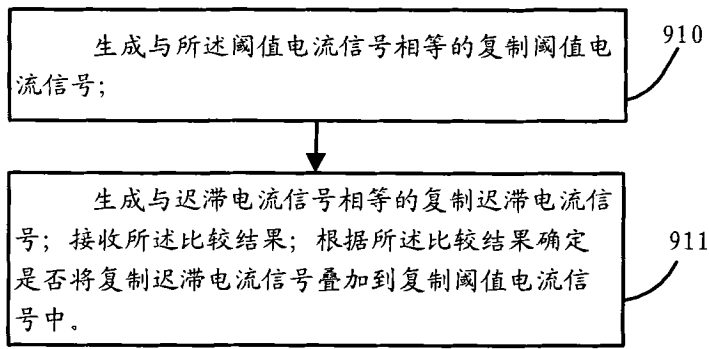 生成与所述阈值电流信号相等的复制阈值电
流信号;
910
生成与迟滞电流信号相等的复制迟滞电流信
号；接收所述比较结果；根据所述比较结果确定
是否将复制迟滞电流信号叠加到复制阈值电流信
号中。
911